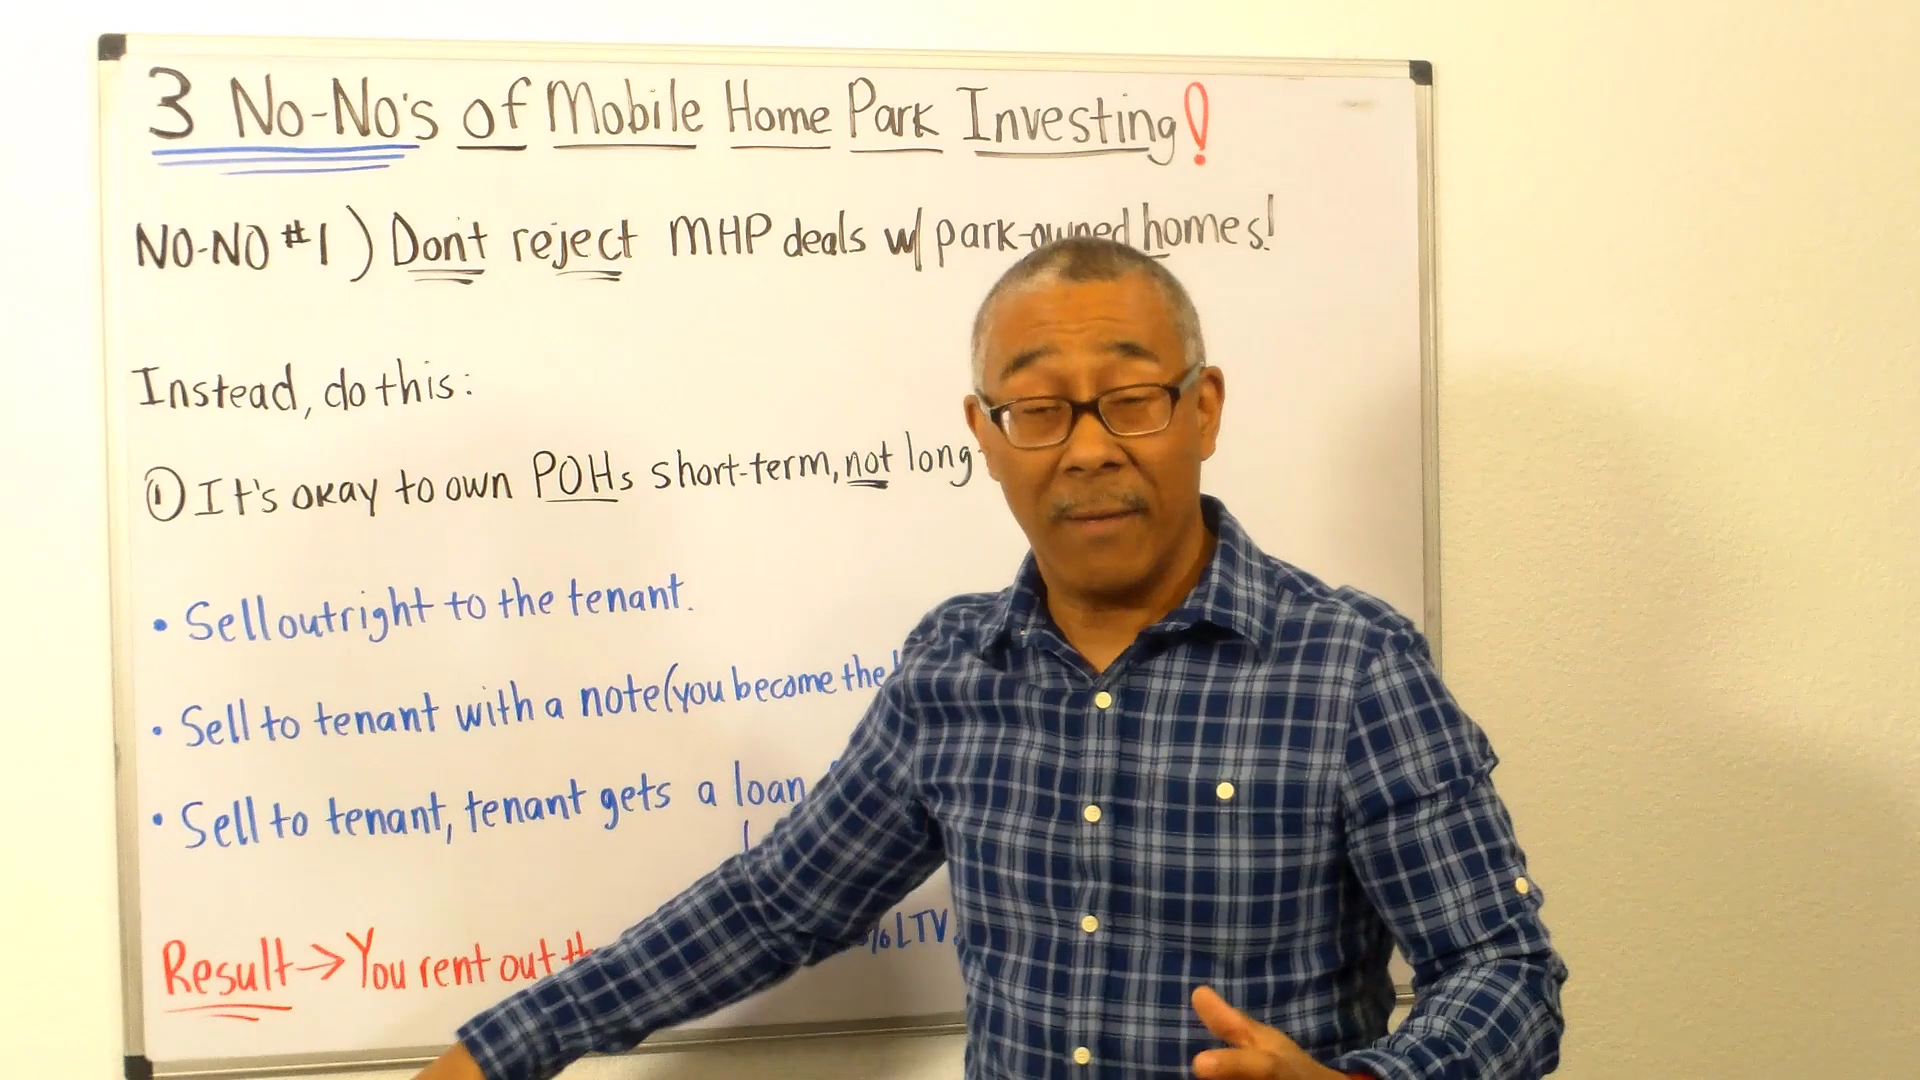 3 No-No's of Mobile Home Park Investing!
NO-NO #1) Don't reject MHP deals w/ park-owned homes!
Instead, do this:
① It's okay to own POHs short-term, not long-
• Sell outright to the tenant.
• Sell to tenant with a note (you become the
• Sell to tenant, tenant gets a loan
% LTV.
Result → You rent out